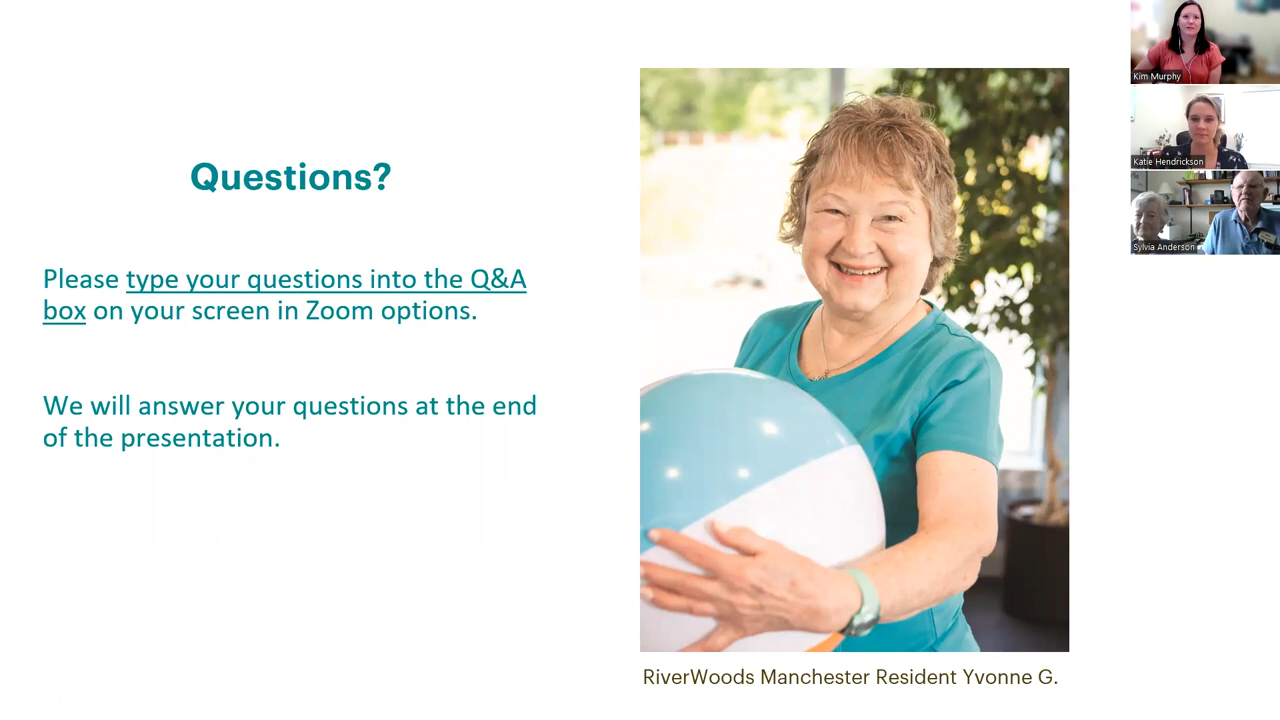 Questions?
Please type your questions into the Q&A
box on your screen in Zoom options.
We will answer your questions at the end
of the presentation.
RiverWoods Manchester Resident Yvonne G.
Kim Murphy
Katie Hendrickson
Sylvia Anderson